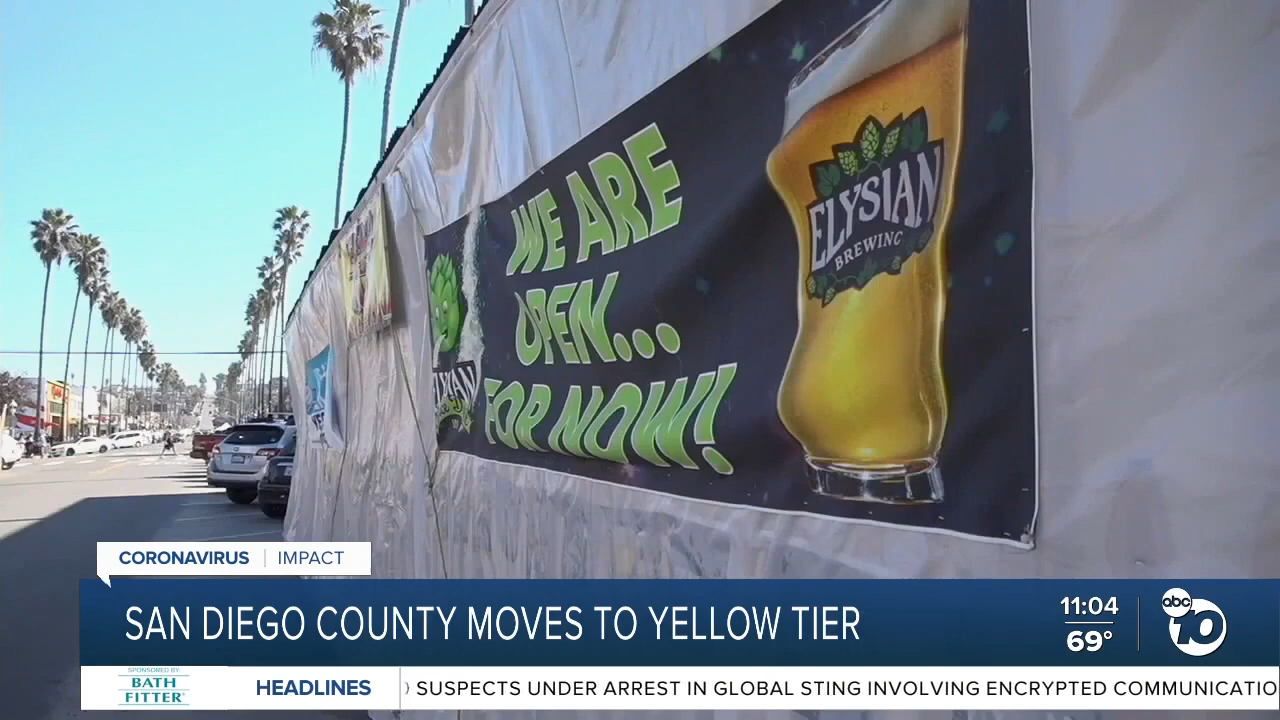 WE ARE
OPEN...
FOR NOW!
ELYSIAN
BREWING
CORONAVIRUS | IMPACT
SAN DIEGO COUNTY MOVES TO YELLOW TIER
11:04
69°
abc
10
SPONSORED BY:
BATH
FITTER®
HEADLINES
SUSPECTS UNDER ARREST IN GLOBAL STING INVOLVING ENCRYPTED COMMUNICATIO